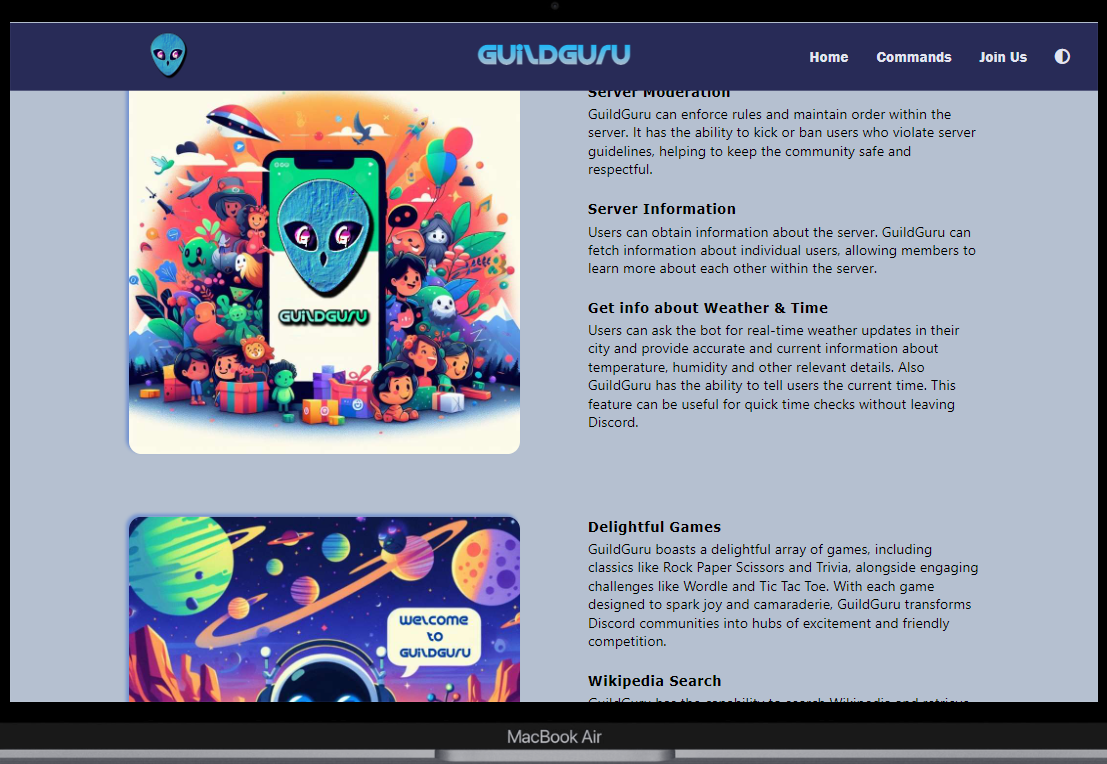 GUILDGURU
Home Commands Join Us
Server Moderation
GuildGuru can enforce rules and maintain order within the
server. It has the ability to kick or ban users who violate server
guidelines, helping to keep the community safe and
respectful.
Server Information
Users can obtain information about the server. GuildGuru can
fetch information about individual users, allowing members to
learn more about each other within the server.
Get info about Weather & Time
Users can ask the bot for real-time weather updates in their
city and provide accurate and current information about
temperature, humidity and other relevant details. Also
GuildGuru has the ability to tell users the current time. This
feature can be useful for quick time checks without leaving
Discord.
GUILDGURU
Delightful Games
GuildGuru boasts a delightful array of games, including
classics like Rock Paper Scissors and Trivia, alongside engaging
challenges like Wordle and Tic Tac Toe. With each game
designed to spark joy and camaraderie, GuildGuru transforms
Discord communities into hubs of excitement and friendly
competition.
welcome
to
GUILDGURU
Wikipedia Search
GuildGuru has the capability to search Wikipedia and retrieve
MacBook Air